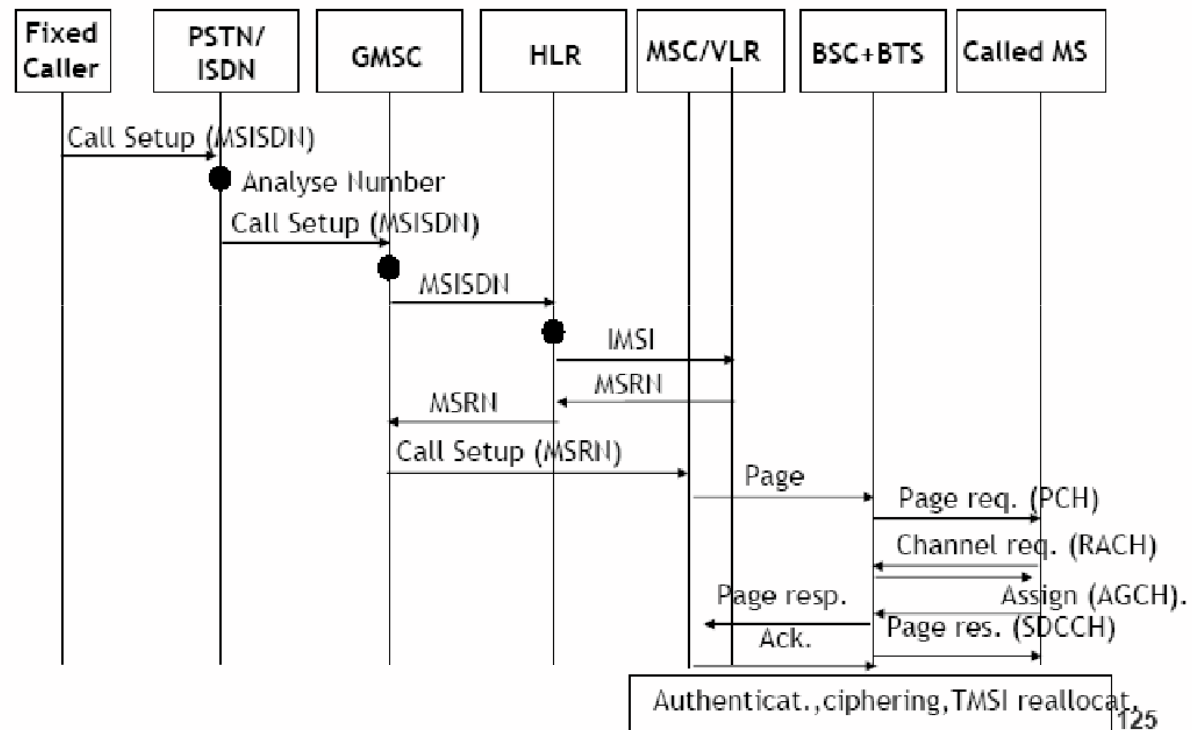 Fixed
Caller
PSTN/
ISDN
GMSC
HLR
MSC/VLR
BSC+BTS
Called MS
Call Setup (MSISDN)
Analyse Number
Call Setup (MSISDN)
MSISDN
IMSI
MSRN
MSRN
Call Setup (MSRN)
Page
Page req. (PCH)
Channel req. (RACH)
Assign (AGCH).
Page resp.
Page res. (SDCCH)
Ack.
Authenticat.,ciphering,TMSI reallocat.
125